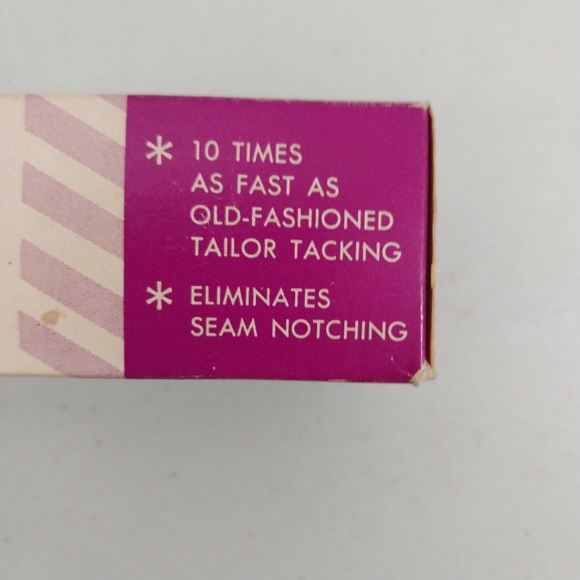 * 10 TIMES
AS FAST AS
OLD-FASHIONED
TAILOR TACKING
* ELIMINATES
SEAM NOTCHING